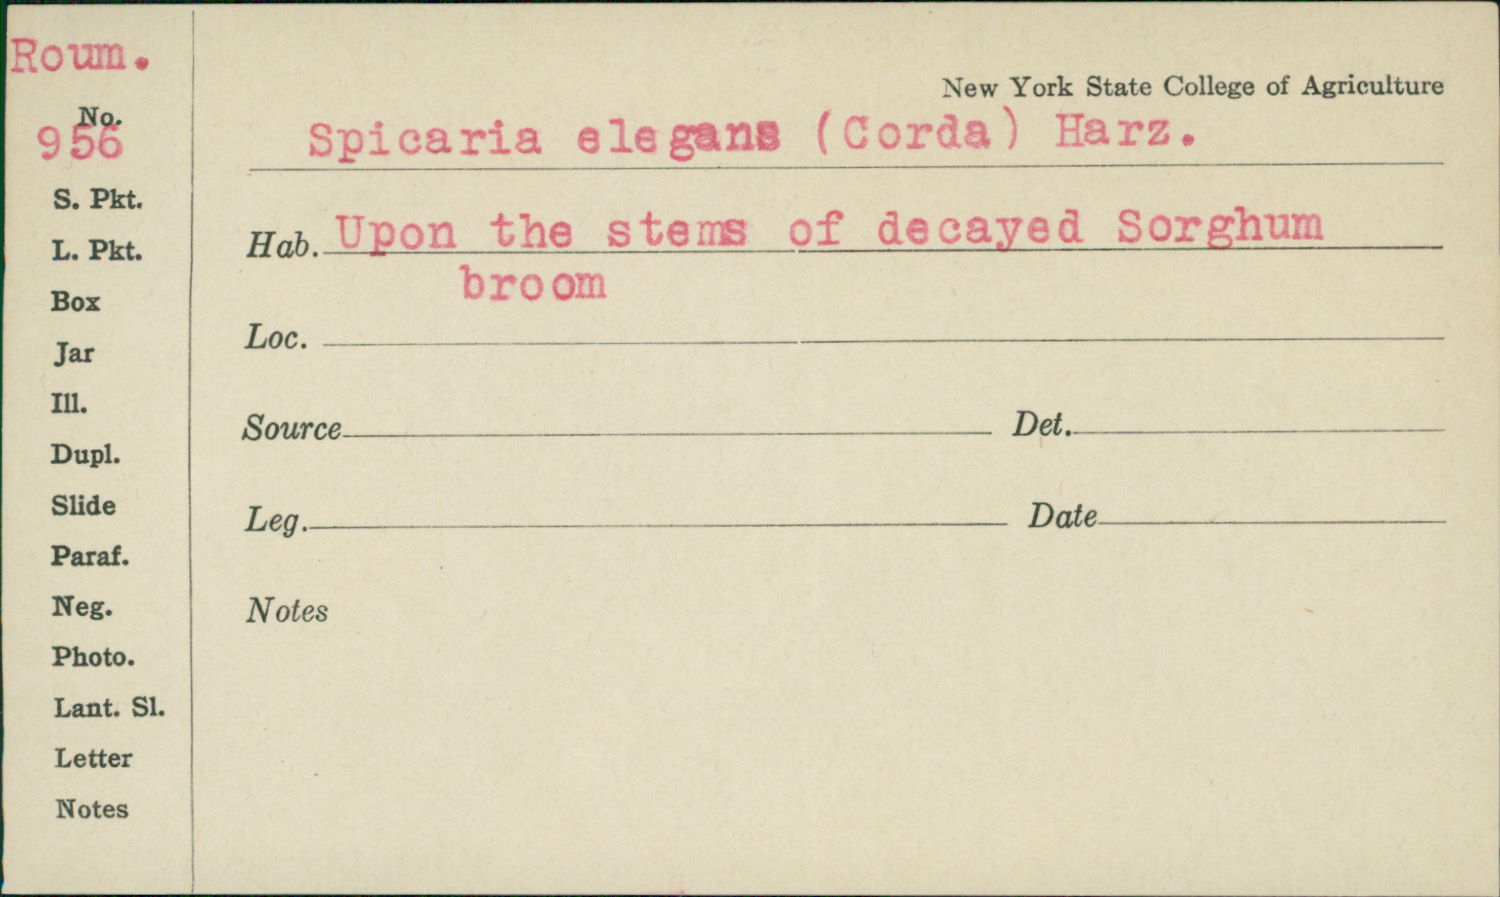 Roum.
No.
956
S. Pkt.
L. Pkt.
Box
Jar
Ill.
Dupl.
Slide
Paraf.
Neg.
Photo.
Lant. Sl.
Letter
Notes
New York State College of Agriculture
Spicaria elegans (Corda) Harz.
Hab. Upon the stems of decayed Sorghum
broom
Loc.
Source Det.
Leg. Date
Notes